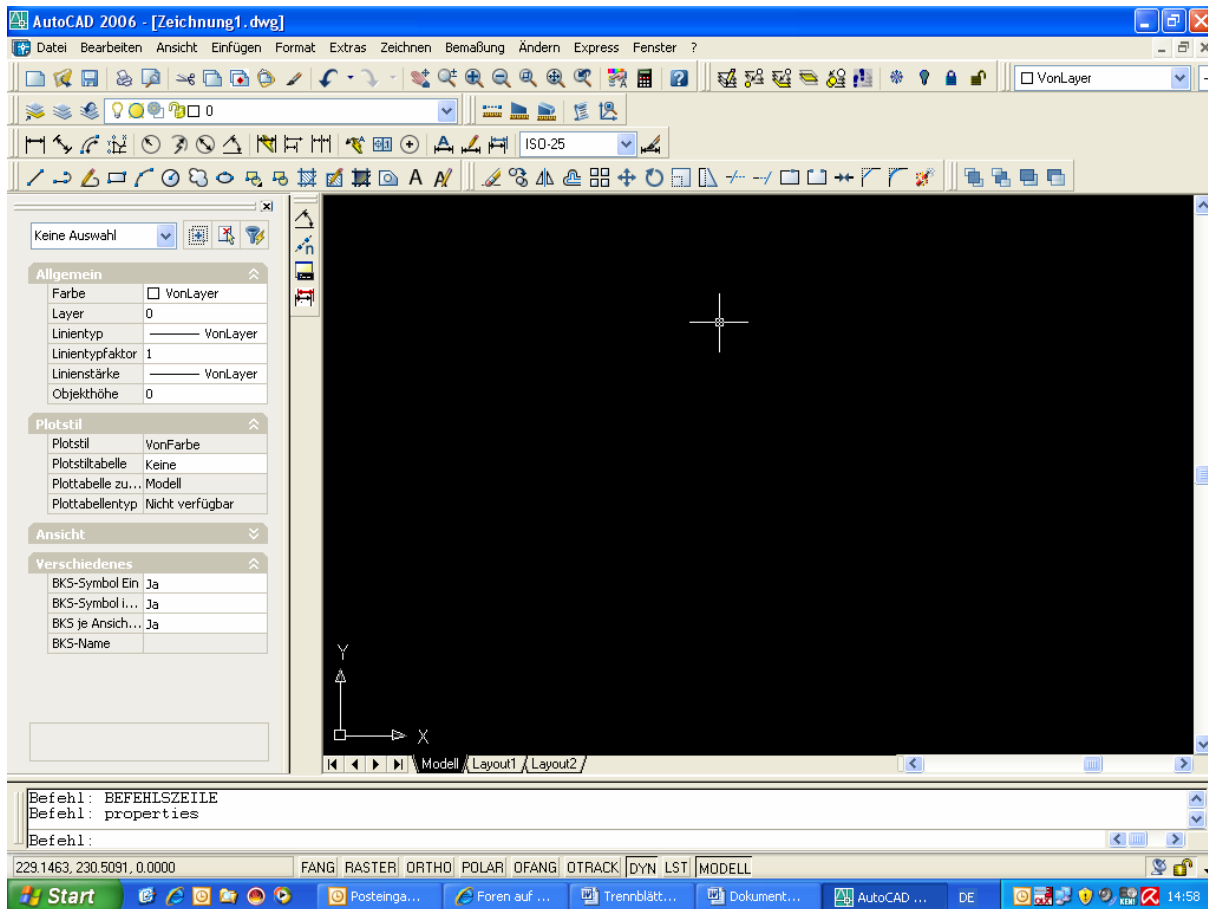 AutoCAD 2006 - [Zeichnung1.dwg]
Datei Bearbeiten Ansicht Einfügen Format Extras Zeichnen Bemaßung Ändern Express Fenster ?
VonLayer
0
ISO-25
Keine Auswahl
Allgemein
Farbe VonLayer
Layer 0
Linientyp VonLayer
Linientypfaktor 1
Linienstärke VonLayer
Objekthöhe 0
Plotstil
Plotstil VonFarbe
Plotstiltabelle Keine
Plottabelle zu... Modell
Plottabellentyp Nicht verfügbar
Ansicht
Verschiedenes
BKS-Symbol Ein Ja
BKS-Symbol i... Ja
BKS je Ansich... Ja
BKS-Name
Y
X
Modell Layout1 Layout2
Befehl: BEFEHLSZEILE
Befehl: properties
Befehl:
229.1463, 230.5091, 0.0000 FANG RASTER ORTHO POLAR OFANG OTRACK DYN LST MODELL
Start Posteinga... Foren auf ... Trennblätt... Dokument... AutoCAD ... DE 14:58